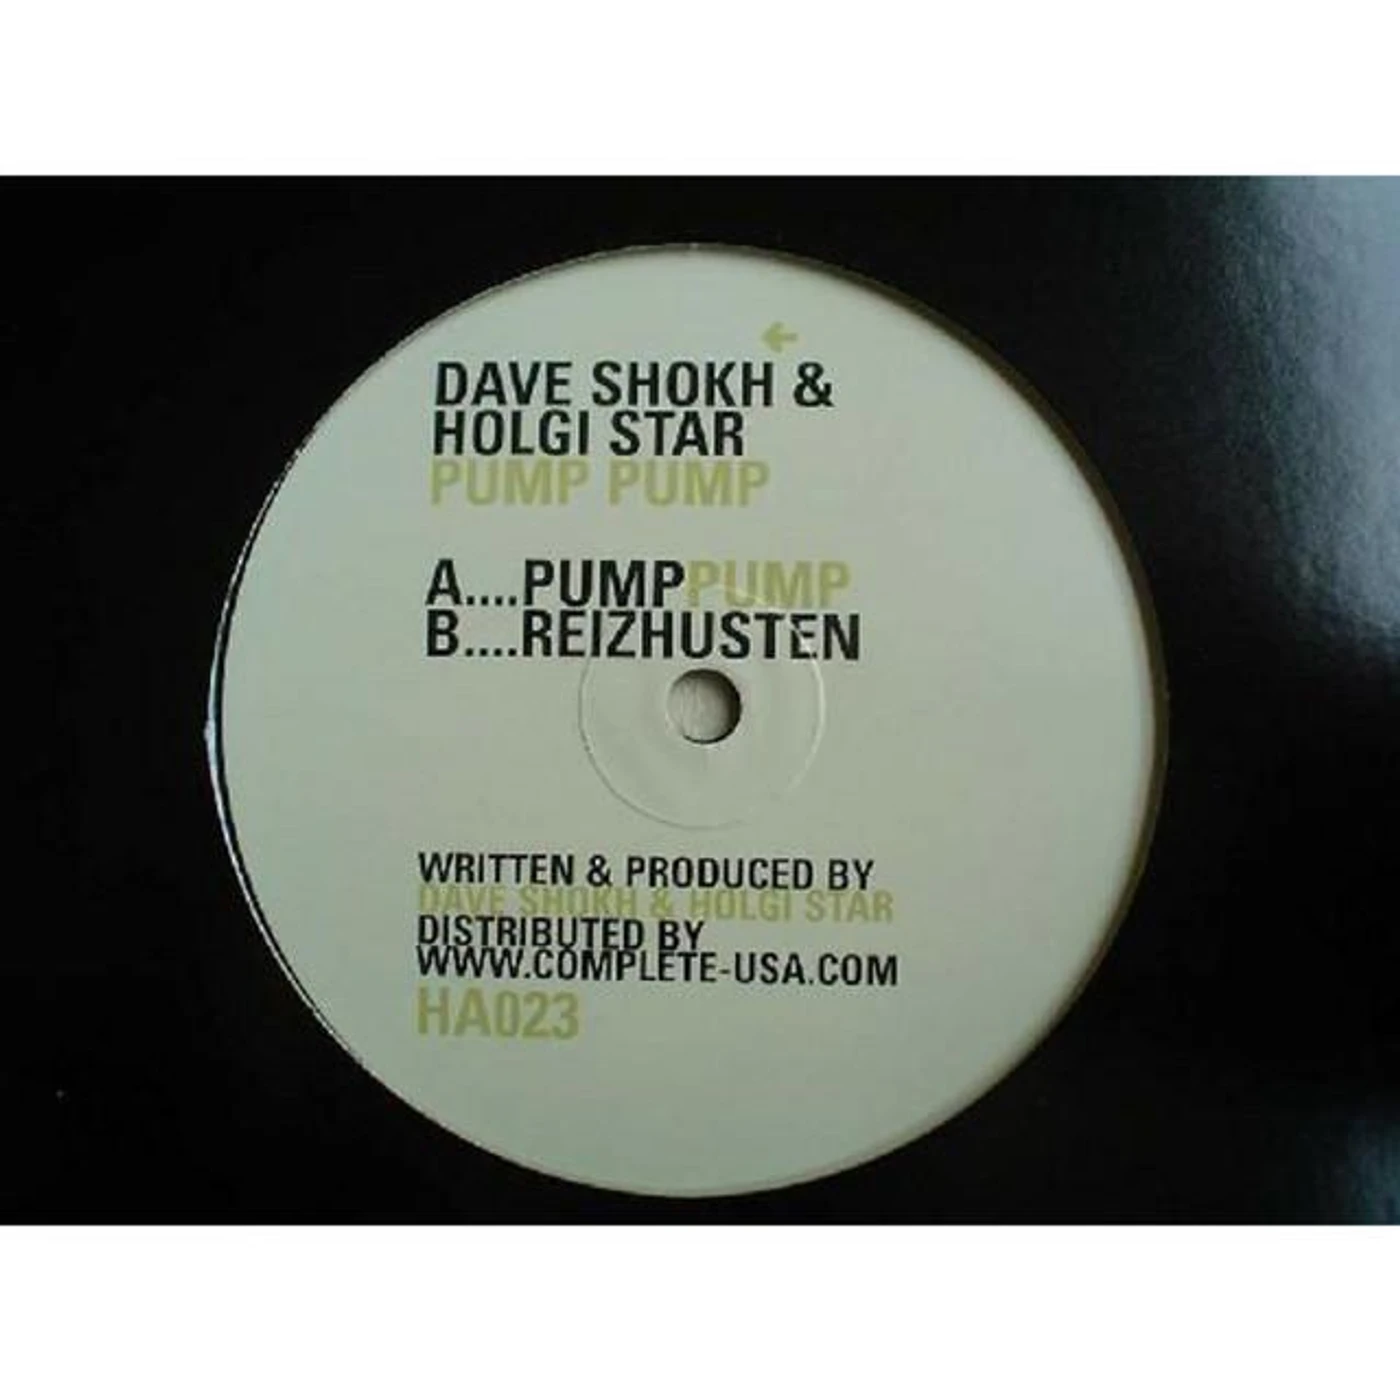 DAVE SHOKH &
HOLGI STAR
PUMP PUMP
A....PUMPPUMP
B....REIZHUSTEN
WRITTEN & PRODUCED BY
DAVE SHOKH & HOLGI STAR
DISTRIBUTED BY
WWW.COMPLETE-USA.COM
HA023